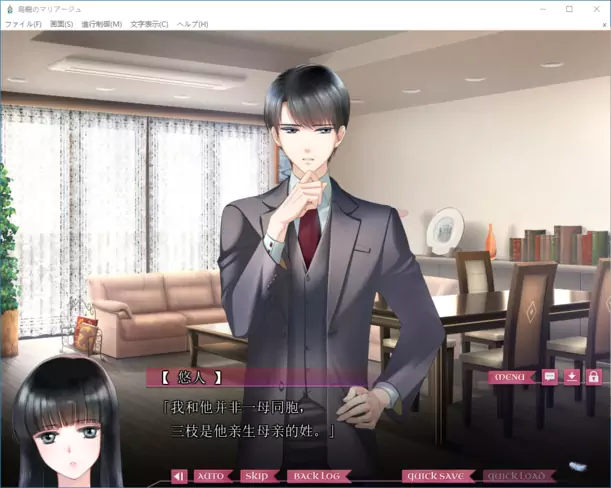 鳥籠のマリアージュ
ファイル(F) 画面(S) 進行制御(M) 文字表示(C) ヘルプ(H)
【 悠人 】
MENU
「我和他并非一母同胞，
三枝是他亲生母亲的姓。」
AUTO SKIP BACK LOG QUICK SAVE QUICK LOAD